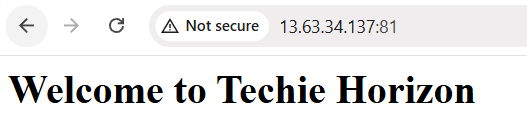 Not secure 13.63.34.137:81
Welcome to Techie Horizon